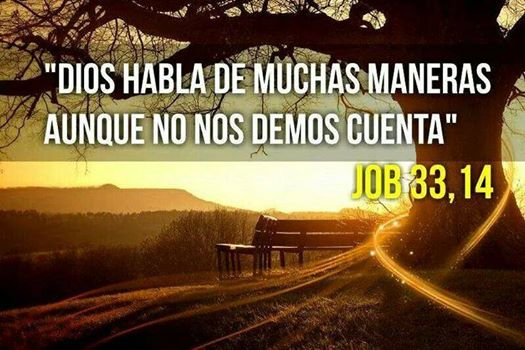 "DIOS HABLA DE MUCHAS MANERAS
AUNQUE NO NOS DEMOS CUENTA"
JOB 33,14